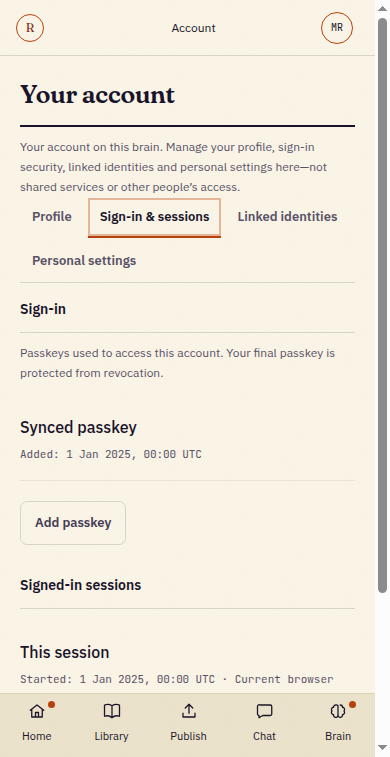 R
Account
MR
Your account
Your account on this brain. Manage your profile, sign-in
security, linked identities and personal settings here—not
shared services or other people's access.
Profile
Sign-in & sessions
Linked identities
Personal settings
Sign-in
Passkeys used to access this account. Your final passkey is
protected from revocation.
Synced passkey
Added: 1 Jan 2025, 00:00 UTC
Add passkey
Signed-in sessions
This session
Started: 1 Jan 2025, 00:00 UTC · Current browser
Home
Library
Publish
Chat
Brain